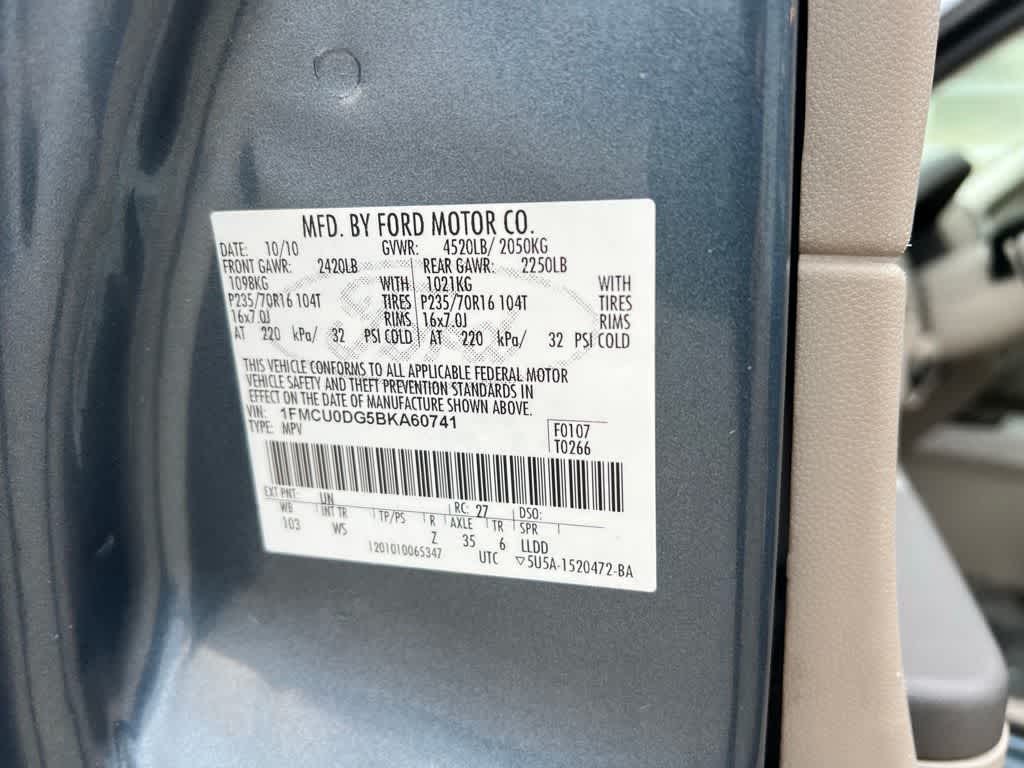 MFD. BY FORD MOTOR CO.
DATE: 10/10 GVWR: 4520LB/ 2050KG
FRONT GAWR: 2420LB REAR GAWR: 2250LB
1098KG WITH 1021KG WITH
P235/70R16 104T TIRES P235/70R16 104T TIRES
16x7.0J RIMS 16x7.0J RIMS
AT 220 kPa/ 32 PSI COLD AT 220 kPa/ 32 PSI COLD
THIS VEHICLE CONFORMS TO ALL APPLICABLE FEDERAL MOTOR
VEHICLE SAFETY AND THEFT PREVENTION STANDARDS IN
EFFECT ON THE DATE OF MANUFACTURE SHOWN ABOVE.
VIN: 1FMCU0DG5BKA60741 F0107
TYPE: MPV T0266
EXT PNT: UN RC: 27 DSO:
WB INT TR TP/PS R AXLE TR SPR
103 WS Z 35 6 LLDD
1201010065347 UTC ▽5U5A-1520472-BA